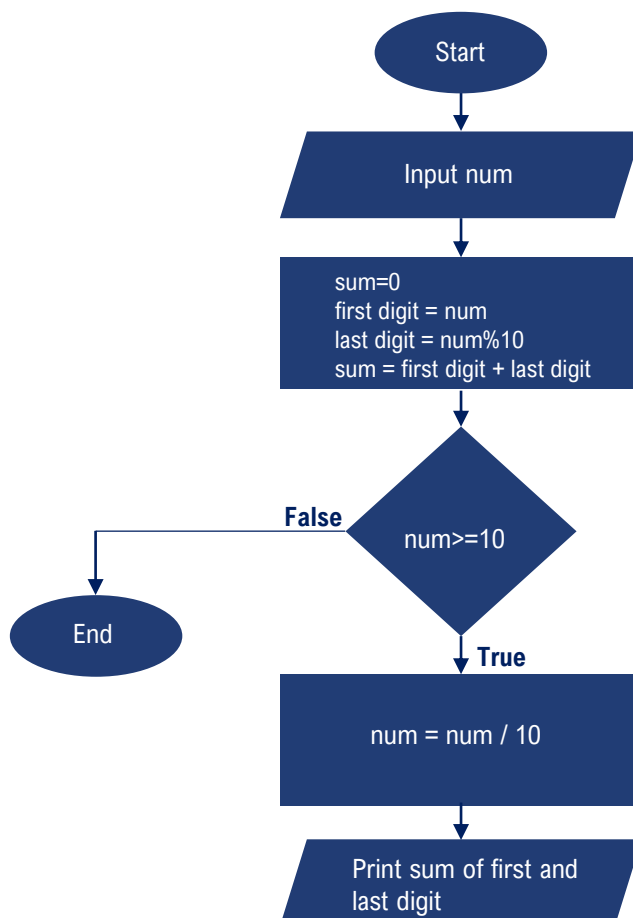 Start
Input num
sum=0
first digit = num
last digit = num%10
sum = first digit + last digit
num>=10
False
End
True
num = num / 10
Print sum of first and
last digit